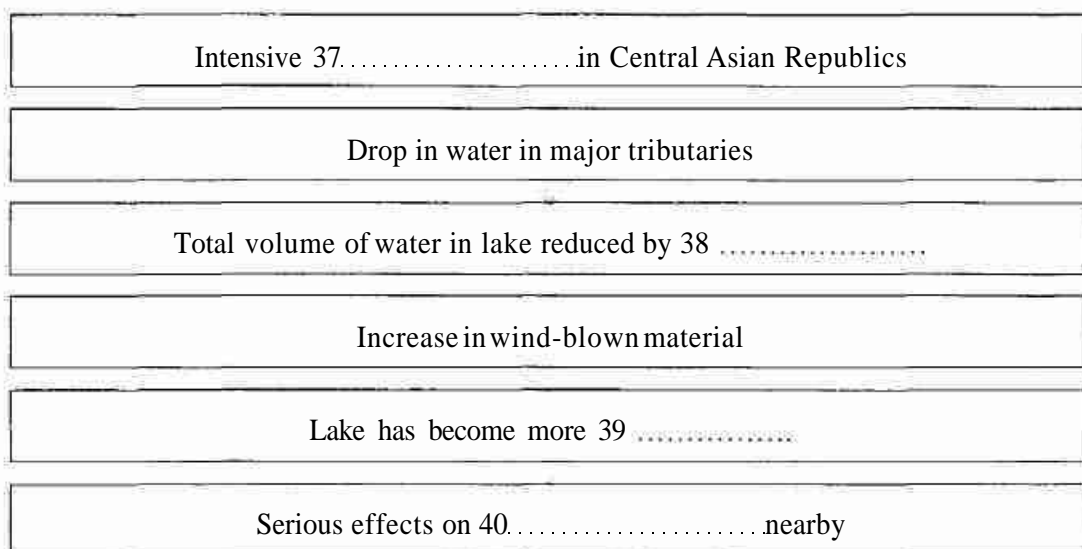 Intensive 37.......................in Central Asian Republics
Drop in water in major tributaries
Total volume of water in lake reduced by 38 ....................
Increase in wind-blown material
Lake has become more 39 ...............
Serious effects on 40.........................nearby